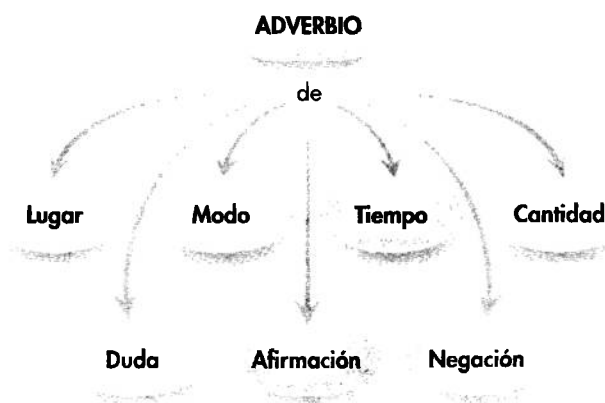 ADVERBIO
de
Lugar Modo Tiempo Cantidad
Duda Afirmación Negación